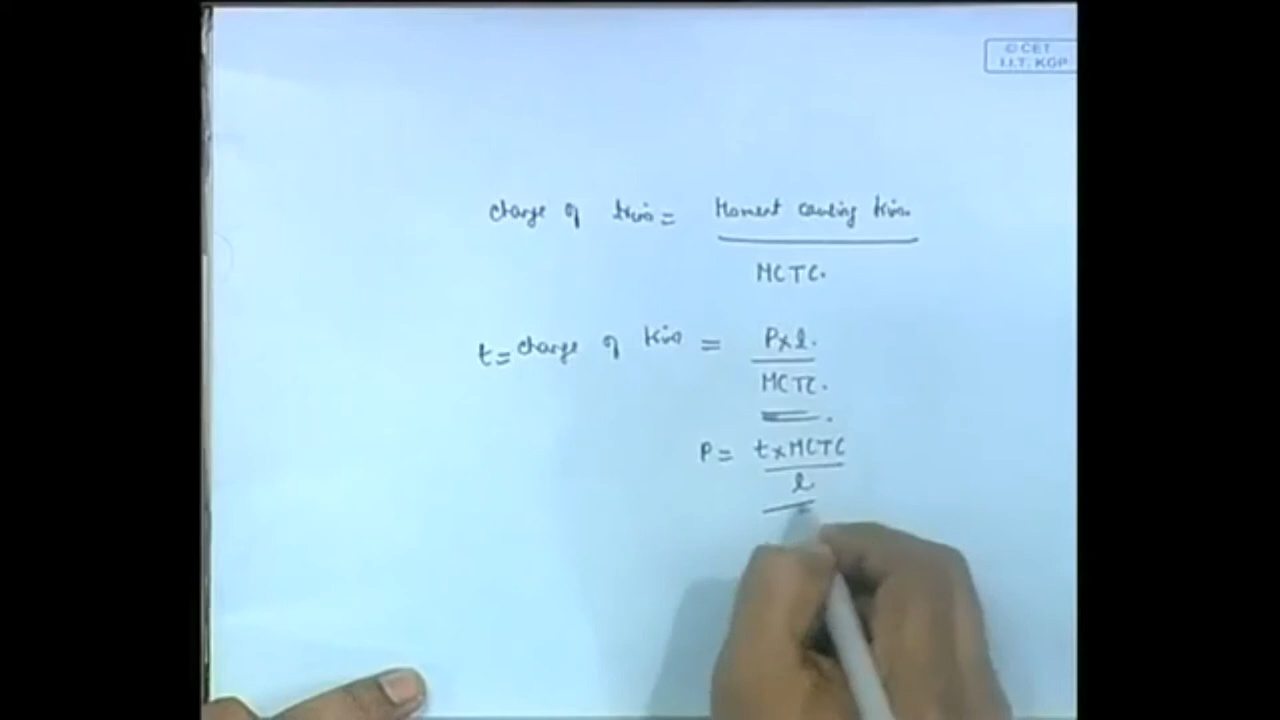 © CET
I.I.T. KGP
change of trim = Moment causing trim
MCTC.
t = change of trim = P x l.
MCTC.
P = t x MCTC
l